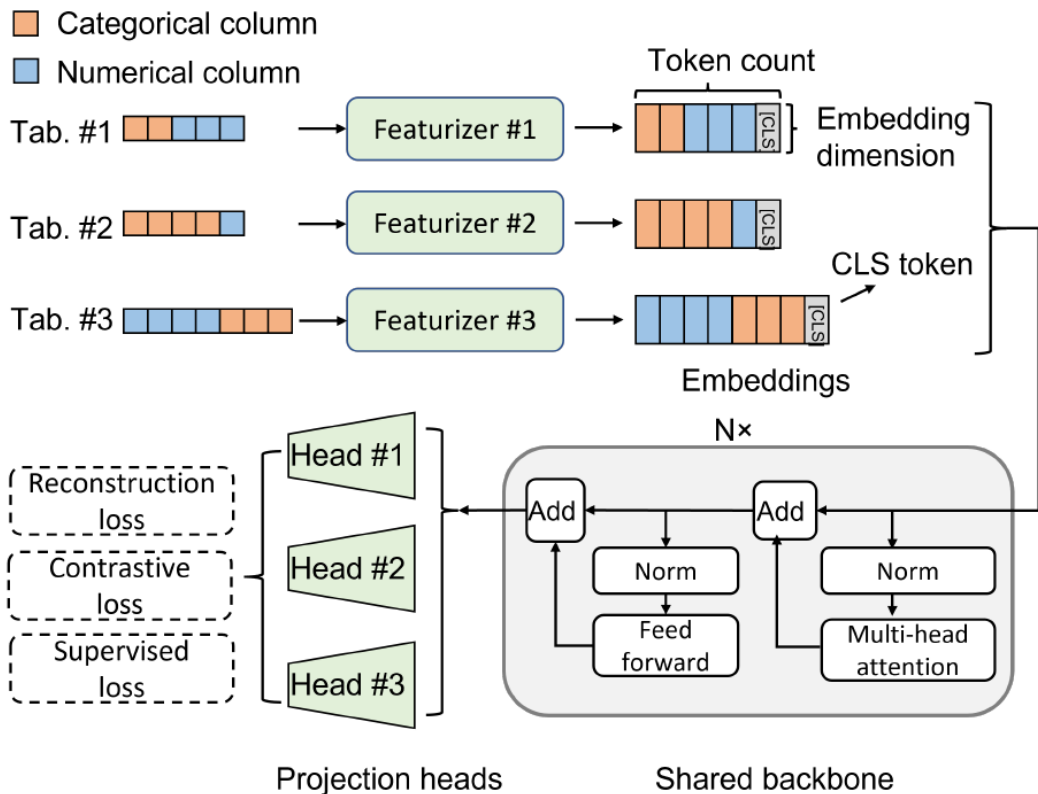 Categorical column
Numerical column
Token count
Tab. #1
Featurizer #1
[CLS]
Embedding
dimension
Tab. #2
Featurizer #2
[CLS]
CLS token
Tab. #3
Featurizer #3
[CLS]
Embeddings
N×
Head #1
Reconstruction
loss
Add
Add
Head #2
Contrastive
loss
Norm
Norm
Feed
forward
Multi-head
attention
Supervised
loss
Head #3
Projection heads
Shared backbone